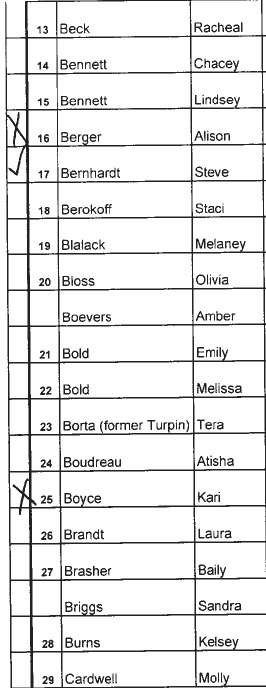 13 Beck Racheal
14 Bennett Chacey
15 Bennett Lindsey
16 Berger Alison
17 Bernhardt Steve
18 Berokoff Staci
19 Blalack Melaney
20 Bloss Olivia
Boevers Amber
21 Bold Emily
22 Bold Melissa
23 Borta (former Turpin) Tera
24 Boudreau Atisha
25 Boyce Kari
26 Brandt Laura
27 Brasher Baily
Briggs Sandra
28 Burns Kelsey
29 Cardwell Molly